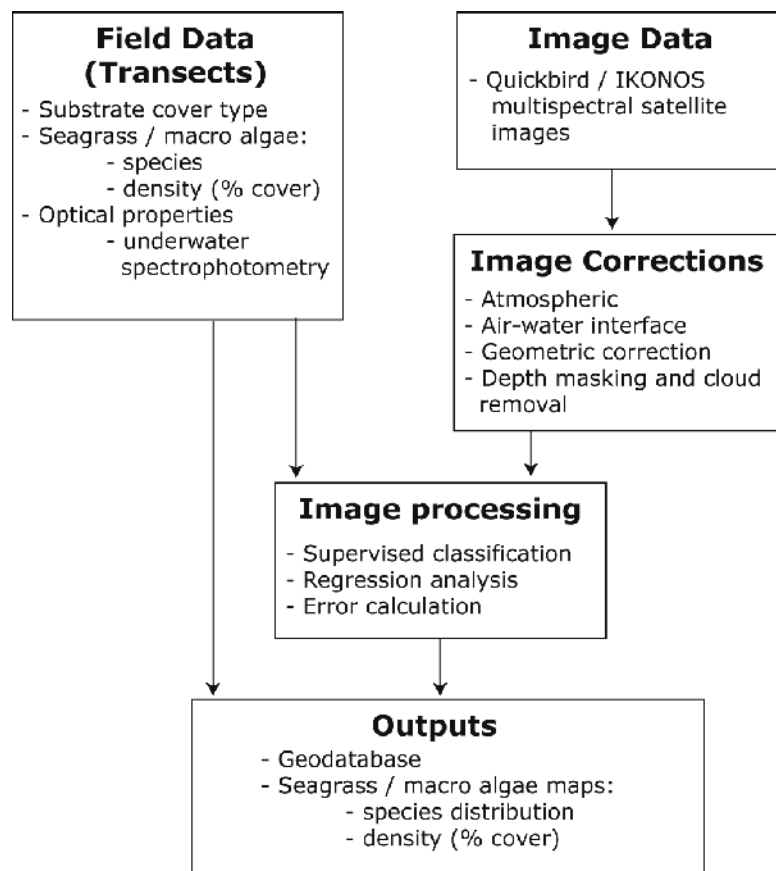 Field Data
(Transects)
- Substrate cover type
- Seagrass / macro algae:
- species
- density (% cover)
- Optical properties
- underwater
spectrophotometry
Image Data
- Quickbird / IKONOS
multispectral satellite
images
Image Corrections
- Atmospheric
- Air-water interface
- Geometric correction
- Depth masking and cloud
removal
Image processing
- Supervised classification
- Regression analysis
- Error calculation
Outputs
- Geodatabase
- Seagrass / macro algae maps:
- species distribution
- density (% cover)